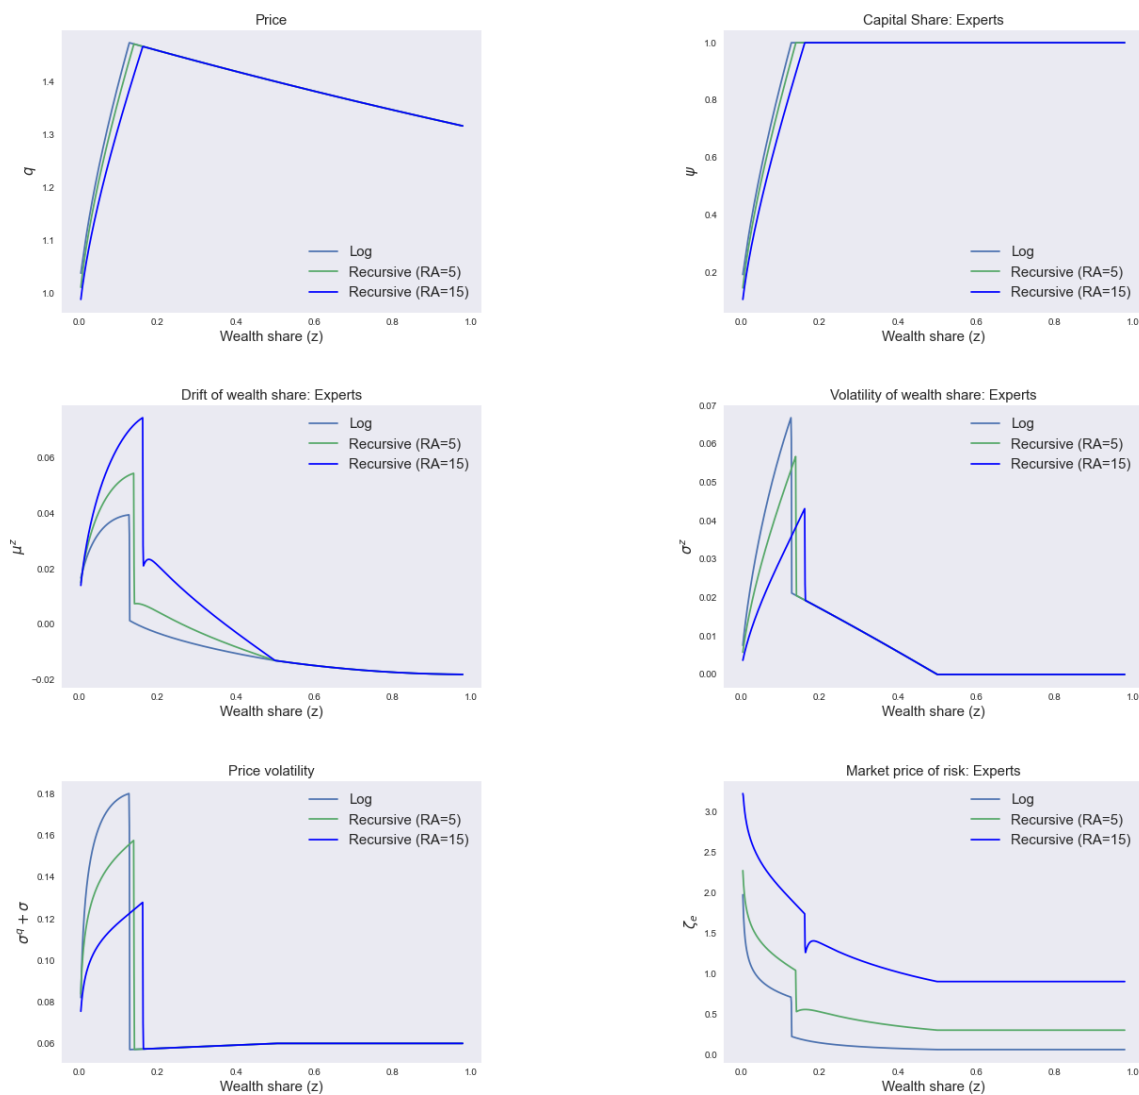 Price
1.4
1.3
1.2
1.1
1.0
q
Log
Recursive (RA=5)
Recursive (RA=15)
0.0 0.2 0.4 0.6 0.8 1.0
Wealth share (z)
Capital Share: Experts
1.0
0.8
0.6
0.4
0.2
ψ
Log
Recursive (RA=5)
Recursive (RA=15)
0.0 0.2 0.4 0.6 0.8 1.0
Wealth share (z)
Drift of wealth share: Experts
0.06
0.04
0.02
0.00
−0.02
μ^z
Log
Recursive (RA=5)
Recursive (RA=15)
0.0 0.2 0.4 0.6 0.8 1.0
Wealth share (z)
Volatility of wealth share: Experts
0.07
0.06
0.05
0.04
0.03
0.02
0.01
0.00
σ^z
Log
Recursive (RA=5)
Recursive (RA=15)
0.0 0.2 0.4 0.6 0.8 1.0
Wealth share (z)
Price volatility
0.18
0.16
0.14
0.12
0.10
0.08
0.06
σ^q + σ
Log
Recursive (RA=5)
Recursive (RA=15)
0.0 0.2 0.4 0.6 0.8 1.0
Wealth share (z)
Market price of risk: Experts
3.0
2.5
2.0
1.5
1.0
0.5
0.0
ζ_e
Log
Recursive (RA=5)
Recursive (RA=15)
0.0 0.2 0.4 0.6 0.8 1.0
Wealth share (z)